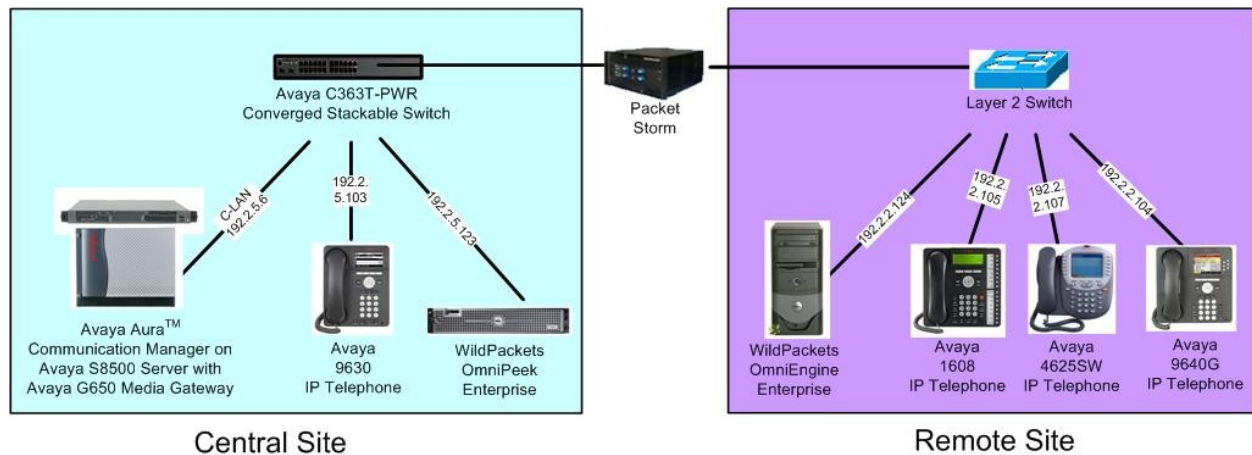 Avaya C363T-PWR
Converged Stackable Switch
Packet
Storm
Layer 2 Switch
C-LAN
192.2.5.6
192.2.
5.103
192.2.5.123
192.2.2.124
192.2.
2.105
192.2.
2.107
192.2.2.104
Avaya Aura™
Communication Manager on
Avaya S8500 Server with
Avaya G650 Media Gateway
Avaya
9630
IP Telephone
WildPackets
OmniPeek
Enterprise
WildPackets
OmniEngine
Enterprise
Avaya
1608
IP Telephone
Avaya
4625SW
IP Telephone
Avaya
9640G
IP Telephone
Central Site
Remote Site